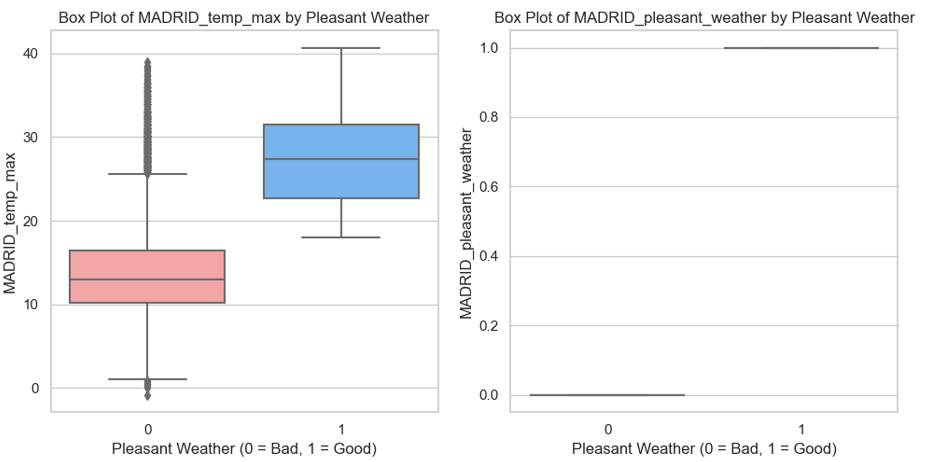 Box Plot of MADRID_temp_max by Pleasant Weather
MADRID_temp_max
40
30
20
10
0
0
1
Pleasant Weather (0 = Bad, 1 = Good)
Box Plot of MADRID_pleasant_weather by Pleasant Weather
MADRID_pleasant_weather
1.0
0.8
0.6
0.4
0.2
0.0
0
1
Pleasant Weather (0 = Bad, 1 = Good)